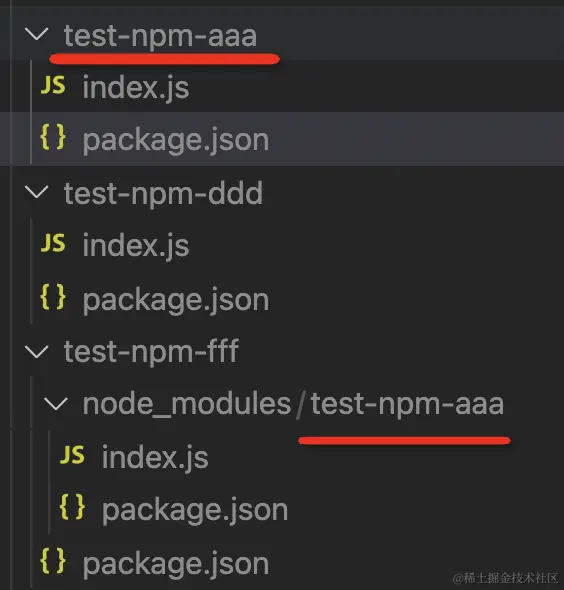 test-npm-aaa
JS index.js
{} package.json
test-npm-ddd
JS index.js
{} package.json
test-npm-fff
node_modules/test-npm-aaa
JS index.js
{} package.json
{} package.json
@稀土掘金技术社区